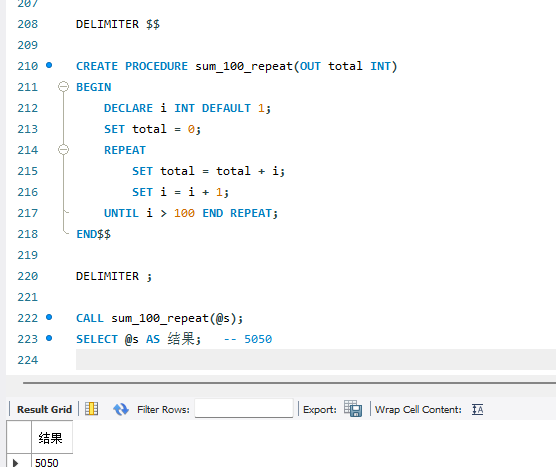 207
208 DELIMITER $$
209
210 CREATE PROCEDURE sum_100_repeat(OUT total INT)
211 BEGIN
212 DECLARE i INT DEFAULT 1;
213 SET total = 0;
214 REPEAT
215 SET total = total + i;
216 SET i = i + 1;
217 UNTIL i > 100 END REPEAT;
218 END$$
219
220 DELIMITER ;
221
222 CALL sum_100_repeat(@s);
223 SELECT @s AS 结果; -- 5050
224
Result Grid Filter Rows: Export: Wrap Cell Content: IA
结果
5050